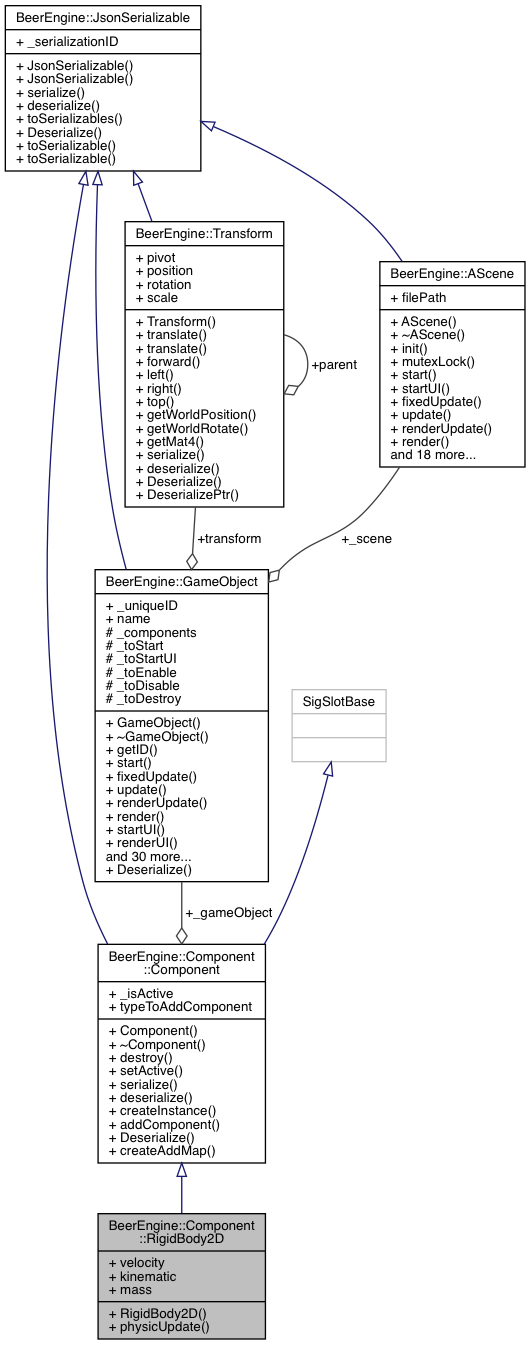 BeerEngine::JsonSerializable
+ _serializationID
+ JsonSerializable()
+ JsonSerializable()
+ serialize()
+ deserialize()
+ toSerializables()
+ Deserialize()
+ toSerializable()
+ toSerializable()
BeerEngine::Transform
+ pivot
+ position
+ rotation
+ scale
+ Transform()
+ translate()
+ translate()
+ forward()
+ left()
+ right()
+ top()
+ getWorldPosition()
+ getWorldRotate()
+ getMat4()
+ serialize()
+ deserialize()
+ Deserialize()
+ DeserializePtr()
+parent
BeerEngine::AScene
+ filePath
+ AScene()
+ ~AScene()
+ init()
+ mutexLock()
+ start()
+ startUI()
+ fixedUpdate()
+ update()
+ renderUpdate()
+ render()
and 18 more...
+transform
+_scene
BeerEngine::GameObject
+ _uniqueID
+ name
# _components
# _toStart
# _toStartUI
# _toEnable
# _toDisable
# _toDestroy
+ GameObject()
+ ~GameObject()
+ getID()
+ start()
+ fixedUpdate()
+ update()
+ renderUpdate()
+ render()
+ startUI()
+ renderUI()
and 30 more...
+ Deserialize()
SigSlotBase
+_gameObject
BeerEngine::Component
::Component
+ _isActive
+ typeToAddComponent
+ Component()
+ ~Component()
+ destroy()
+ setActive()
+ serialize()
+ deserialize()
+ createInstance()
+ addComponent()
+ Deserialize()
+ createAddMap()
BeerEngine::Component
::RigidBody2D
+ velocity
+ kinematic
+ mass
+ RigidBody2D()
+ physicUpdate()